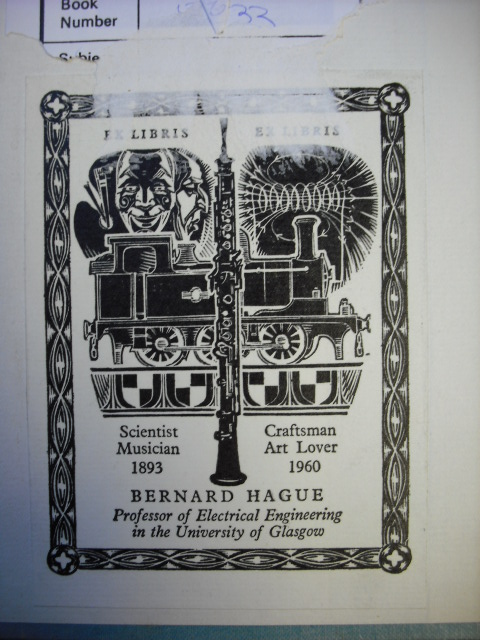 Book
Number
Subje
EX LIBRIS
EX LIBRIS
Scientist
Musician
1893
Craftsman
Art Lover
1960
BERNARD HAGUE
Professor of Electrical Engineering
in the University of Glasgow